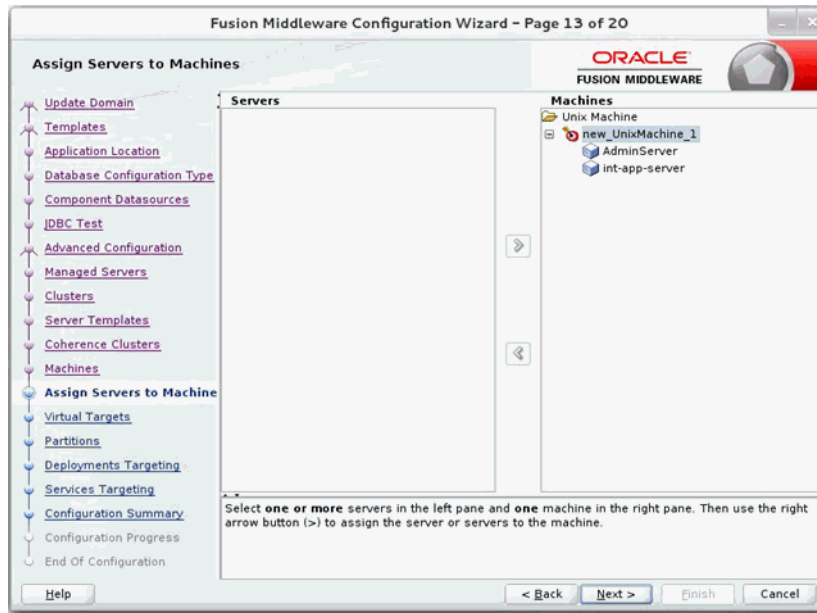 Fusion Middleware Configuration Wizard - Page 13 of 20
Assign Servers to Machines
ORACLE
FUSION MIDDLEWARE
Update Domain
Templates
Application Location
Database Configuration Type
Component Datasources
JDBC Test
Advanced Configuration
Managed Servers
Clusters
Server Templates
Coherence Clusters
Machines
Assign Servers to Machine
Virtual Targets
Partitions
Deployments Targeting
Services Targeting
Configuration Summary
Configuration Progress
End Of Configuration
Servers
Machines
Unix Machine
new_UnixMachine_1
AdminServer
int-app-server
Select one or more servers in the left pane and one machine in the right pane. Then use the right
arrow button (>) to assign the server or servers to the machine.
Help
< Back
Next >
Finish
Cancel